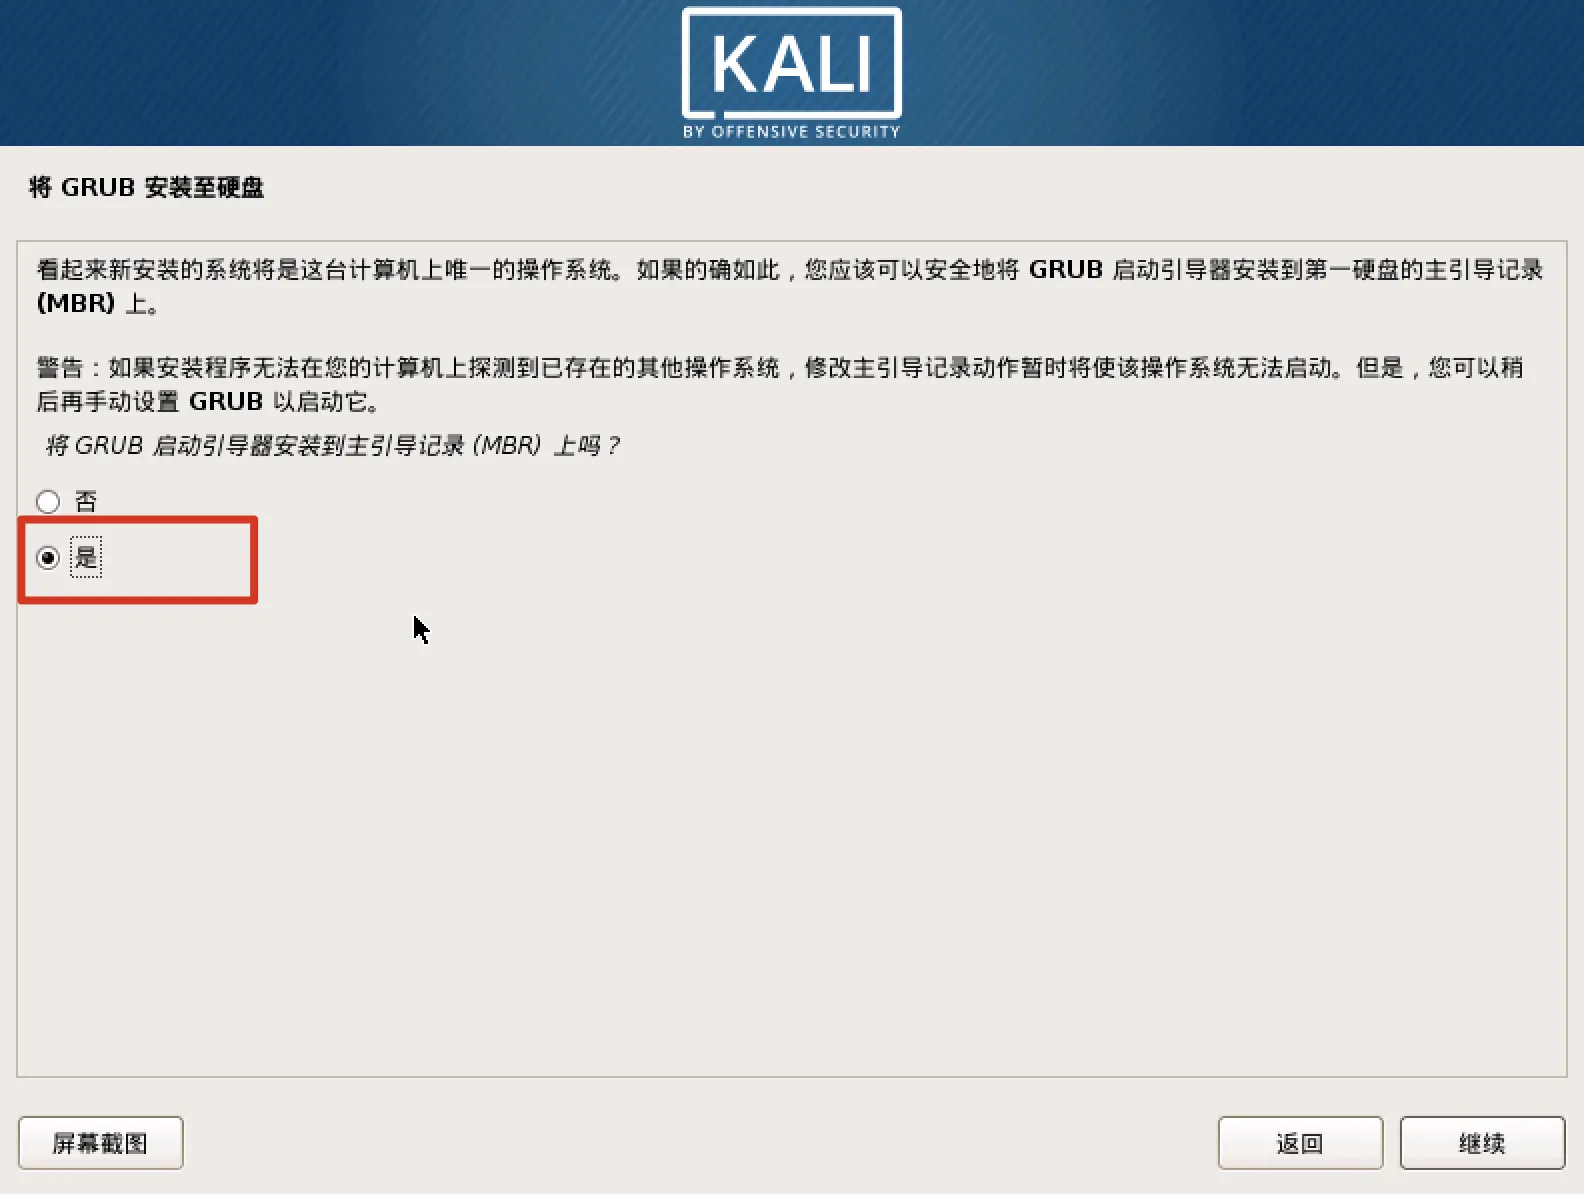 KALI
BY OFFENSIVE SECURITY
将 GRUB 安装至硬盘
看起来新安装的系统将是这台计算机上唯一的操作系统。如果的确如此，您应该可以安全地将 GRUB 启动引导器安装到第一硬盘的主引导记录
(MBR) 上。
警告：如果安装程序无法在您的计算机上探测到已存在的其他操作系统，修改主引导记录动作暂时将使该操作系统无法启动。但是，您可以稍
后再手动设置 GRUB 以启动它。
将 GRUB 启动引导器安装到主引导记录 (MBR) 上吗？
否
是
屏幕截图
返回
继续